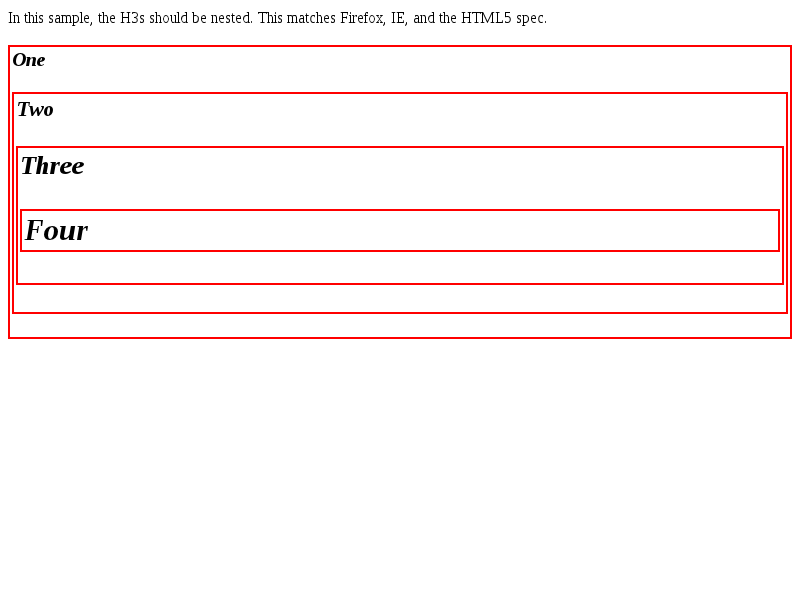 In this sample, the H3s should be nested. This matches Firefox, IE, and the HTML5 spec.
One
Two
Three
Four